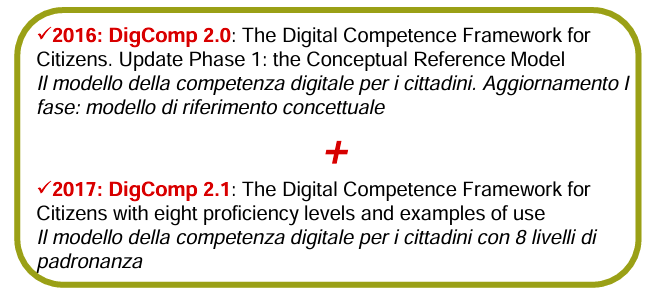 ✓2016: DigComp 2.0: The Digital Competence Framework for
Citizens. Update Phase 1: the Conceptual Reference Model
Il modello della competenza digitale per i cittadini. Aggiornamento I
fase: modello di riferimento concettuale
+
✓2017: DigComp 2.1: The Digital Competence Framework for
Citizens with eight proficiency levels and examples of use
Il modello della competenza digitale per i cittadini con 8 livelli di
padronanza